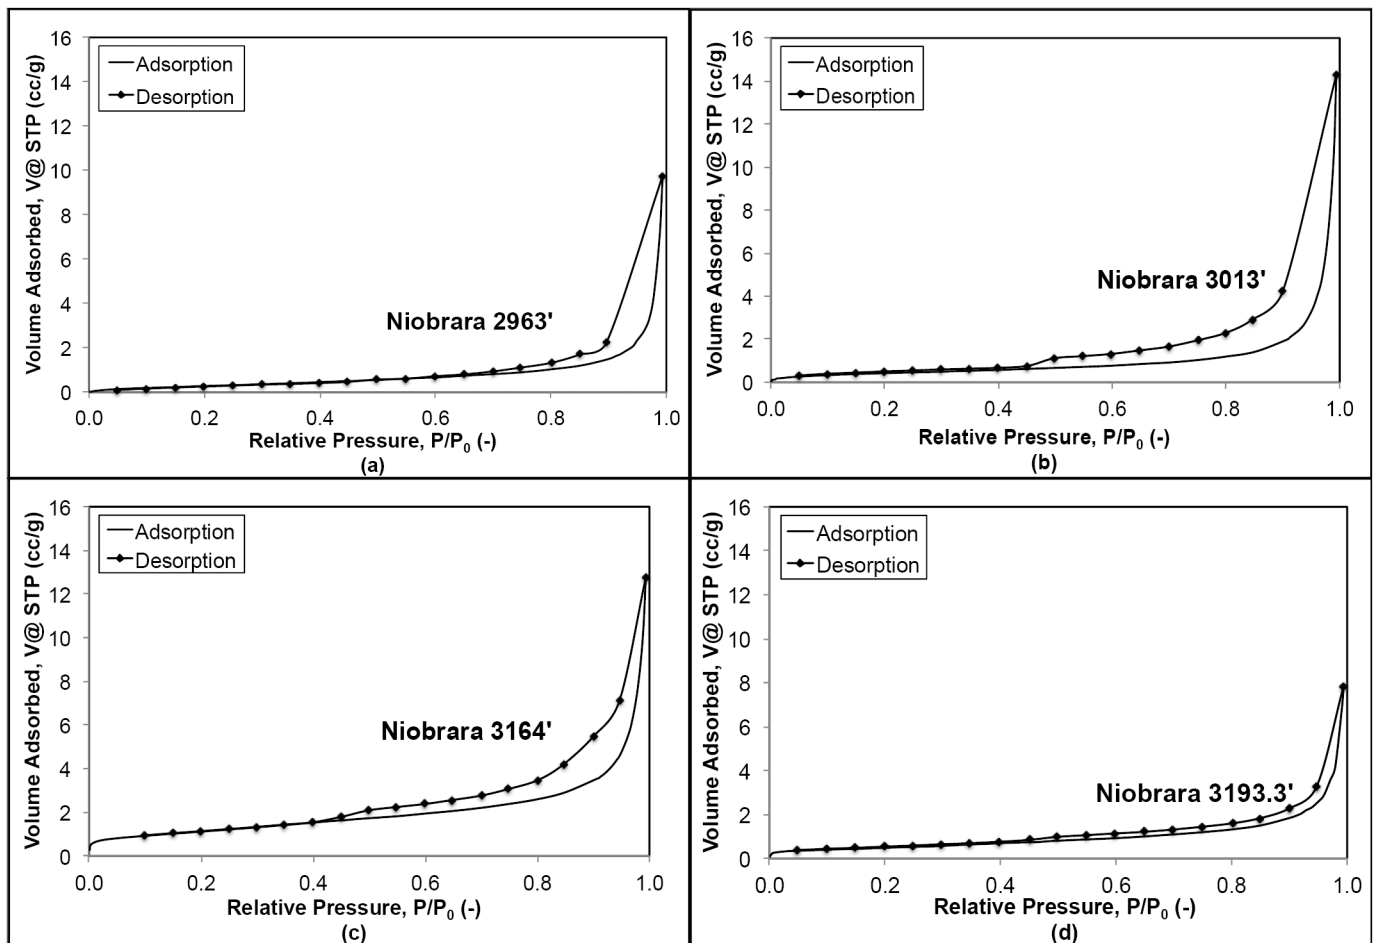 Volume Adsorbed, V@ STP (cc/g)
16
14
12
10
8
6
4
2
0
Adsorption
Desorption
Niobrara 2963'
0.0 0.2 0.4 0.6 0.8 1.0
Relative Pressure, P/P0 (-)
(a)
Volume Adsorbed, V@ STP (cc/g)
16
14
12
10
8
6
4
2
0
Adsorption
Desorption
Niobrara 3013'
0.0 0.2 0.4 0.6 0.8 1.0
Relative Pressure, P/P0 (-)
(b)
Volume Adsorbed, V@ STP (cc/g)
16
14
12
10
8
6
4
2
0
Adsorption
Desorption
Niobrara 3164'
0.0 0.2 0.4 0.6 0.8 1.0
Relative Pressure, P/P0 (-)
(c)
Volume Adsorbed, V@ STP (cc/g)
16
14
12
10
8
6
4
2
0
Adsorption
Desorption
Niobrara 3193.3'
0.0 0.2 0.4 0.6 0.8 1.0
Relative Pressure, P/P0 (-)
(d)